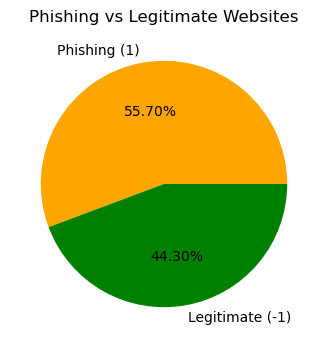 Phishing vs Legitimate Websites
Phishing (1)
55.70%
44.30%
Legitimate (-1)